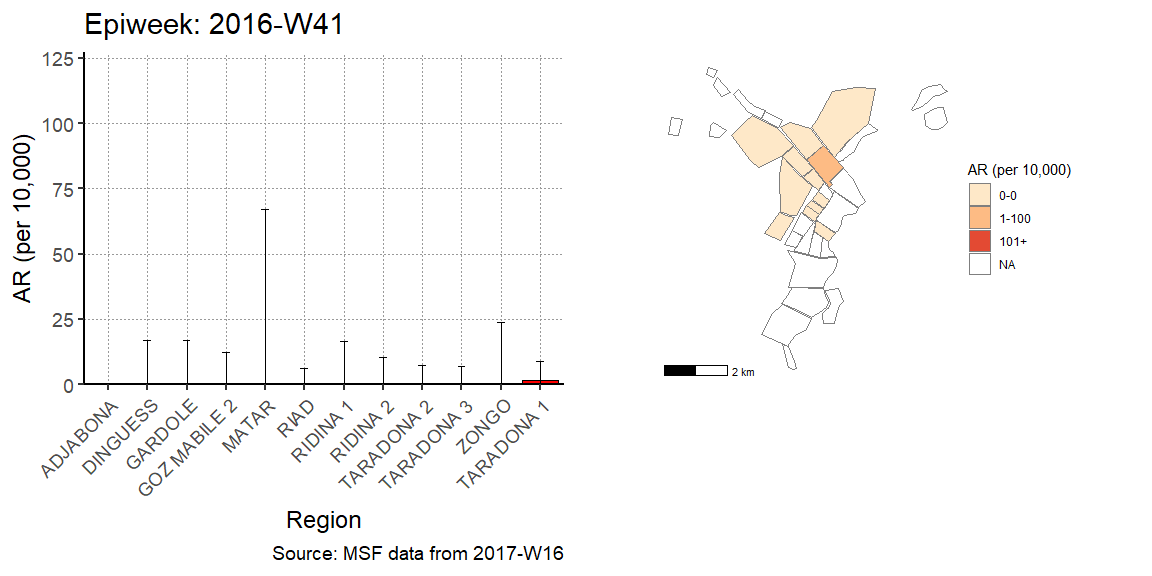 Epiweek: 2016-W41
AR (per 10,000)
125
100
75
50
25
0
ADJABONA
DINGUESS
GARDOLE
GOZ MABILE 2
MATAR
RIAD
RIDINA 1
RIDINA 2
TARADONA 2
TARADONA 3
ZONGO
TARADONA 1
Region
Source: MSF data from 2017-W16
AR (per 10,000)
0-0
1-100
101+
NA
2 km